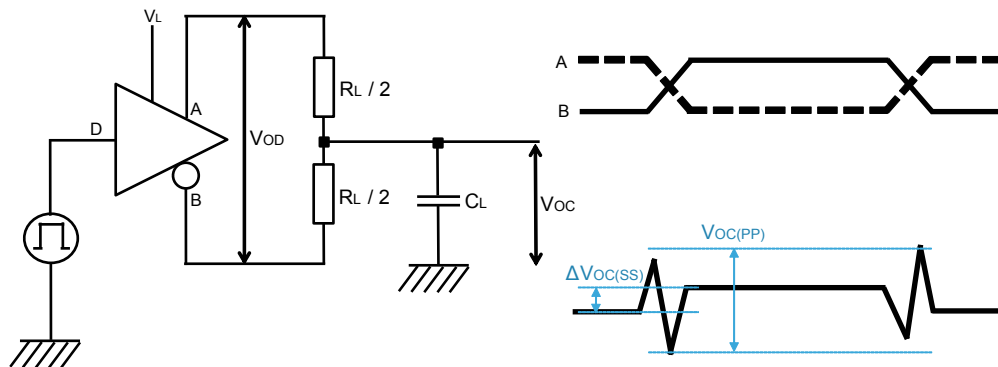 VL
D
A
B
VOD
RL / 2
RL / 2
CL
VOC
A
B
VOC(PP)
ΔVOC(SS)